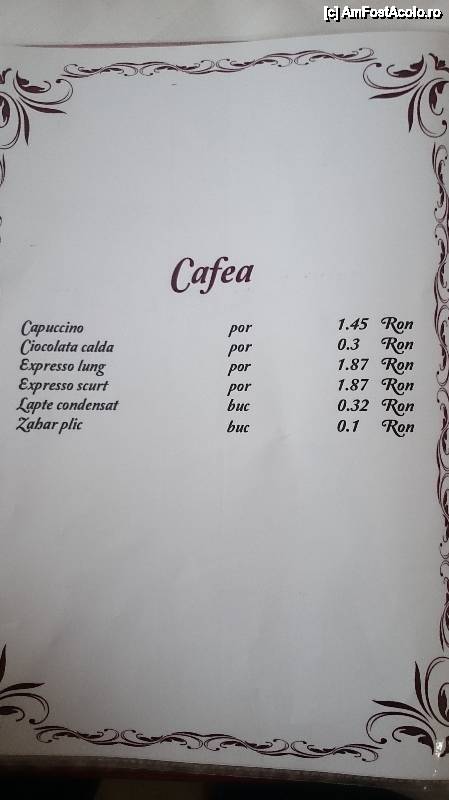 [c] AmFostAcolo.ro
Cafea
Capuccino por 1.45 Ron
Ciocolata calda por 0.3 Ron
Expresso lung por 1.87 Ron
Expresso scurt por 1.87 Ron
Lapte condensat buc 0.32 Ron
Zahar plic buc 0.1 Ron